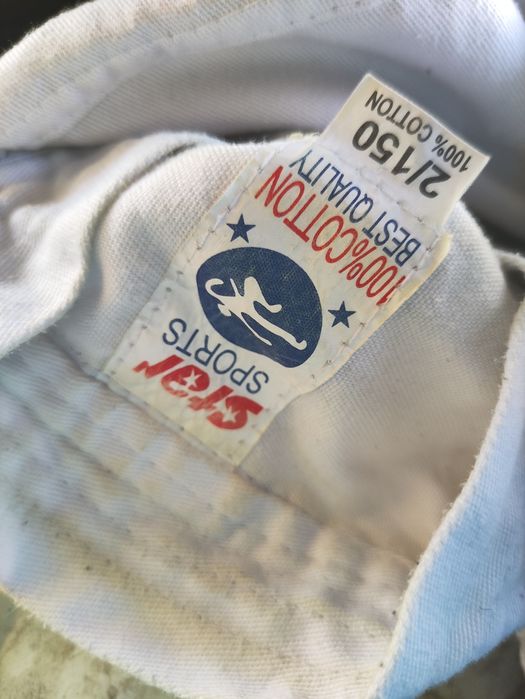 Star
SPORTS
100%COTTON
BEST QUALITY
2/150
100% COTTON